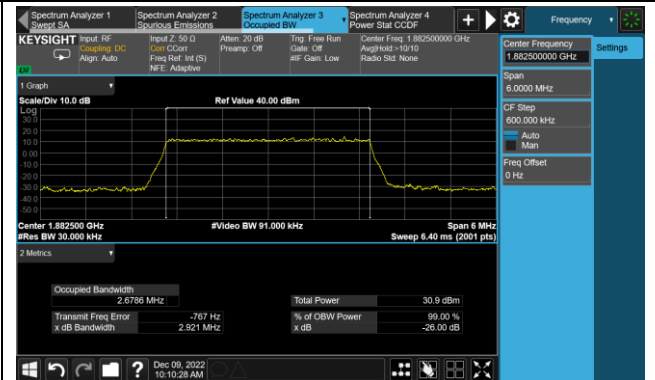 Spectrum Analyzer 1
Swept SA
Spectrum Analyzer 2
Spurious Emissions
Spectrum Analyzer 3
Occupied BW
Spectrum Analyzer 4
Power Stat CCDF
Frequency
KEYSIGHT
Input: RF
Coupling: DC
Align: Auto
Input Z: 50 Ω
Corr CCorr
Freq Ref: Int (S)
NFE: Adaptive
Atten: 20 dB
Preamp: Off
Trig: Free Run
Gate: Off
#IF Gain: Low
Center Freq: 1.882500000 GHz
Avg|Hold:>10/10
Radio Std: None
Center Frequency
1.882500000 GHz
Settings
Span
6.0000 MHz
CF Step
600.000 kHz
Auto
Man
Freq Offset
0 Hz
1 Graph
Scale/Div 10.0 dB
Ref Value 40.00 dBm
Log
30.0
20.0
10.0
0.00
-10.0
-20.0
-30.0
-40.0
-50.0
Center 1.882500 GHz
#Video BW 91.000 kHz
Span 6 MHz
#Res BW 30.000 kHz
Sweep 6.40 ms (2001 pts)
2 Metrics
Occupied Bandwidth
2.6786 MHz
Total Power 30.9 dBm
Transmit Freq Error -767 Hz
% of OBW Power 99.00 %
x dB Bandwidth 2.921 MHz
x dB -26.00 dB
Dec 09, 2022
10:10:28 AM